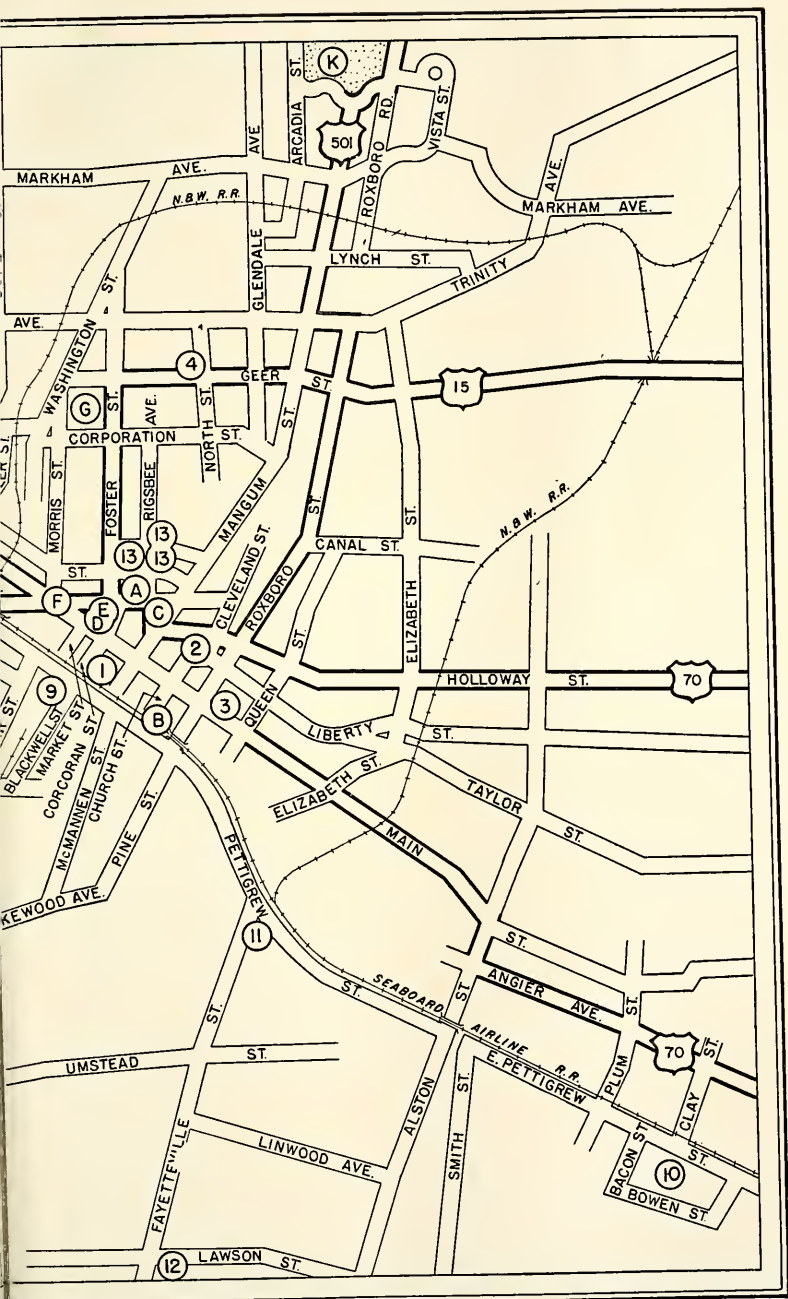 K
ST.
ARCADIA
AVE
501
ROXBORO RD.
VISTA ST.
MARKHAM AVE.
N.&W. R.R.
AVE.
MARKHAM AVE.
GLENDALE
LYNCH ST.
TRINITY
AVE.
WASHINGTON ST.
4
GEER ST.
15
G
ST.
AVE.
NORTH ST.
CORPORATION ST.
MORRIS ST.
FOSTER
RIGSBEE
MANGUM ST.
N.&W. R.R.
13
13
13
CANAL ST.
ST.
ST.
ST.
CLEVELAND ST.
ROXBORO
ELIZABETH
F
A
E
D
C
2
1
9
3
B
QUEEN
ST.
HOLLOWAY ST.
70
LIBERTY ST.
BLACKWELL ST
MARKET ST.
CORCORAN ST.
McMANNEN ST.
CHURCH ST.
PINE ST.
KEWOOD AVE.
ELIZABETH ST.
TAYLOR ST.
MAIN
ST.
PETTIGREW
ST.
11
SEABOARD AIRLINE R.R.
ANGIER AVE.
ST.
70
ST.
ST.
ST.
UMSTEAD ST.
E. PETTIGREW
ST.
PLUM
CLAY
ALSTON
SMITH ST.
LINWOOD AVE.
FAYETTEVILLE
BACON ST.
10
BOWEN ST.
12
LAWSON ST.